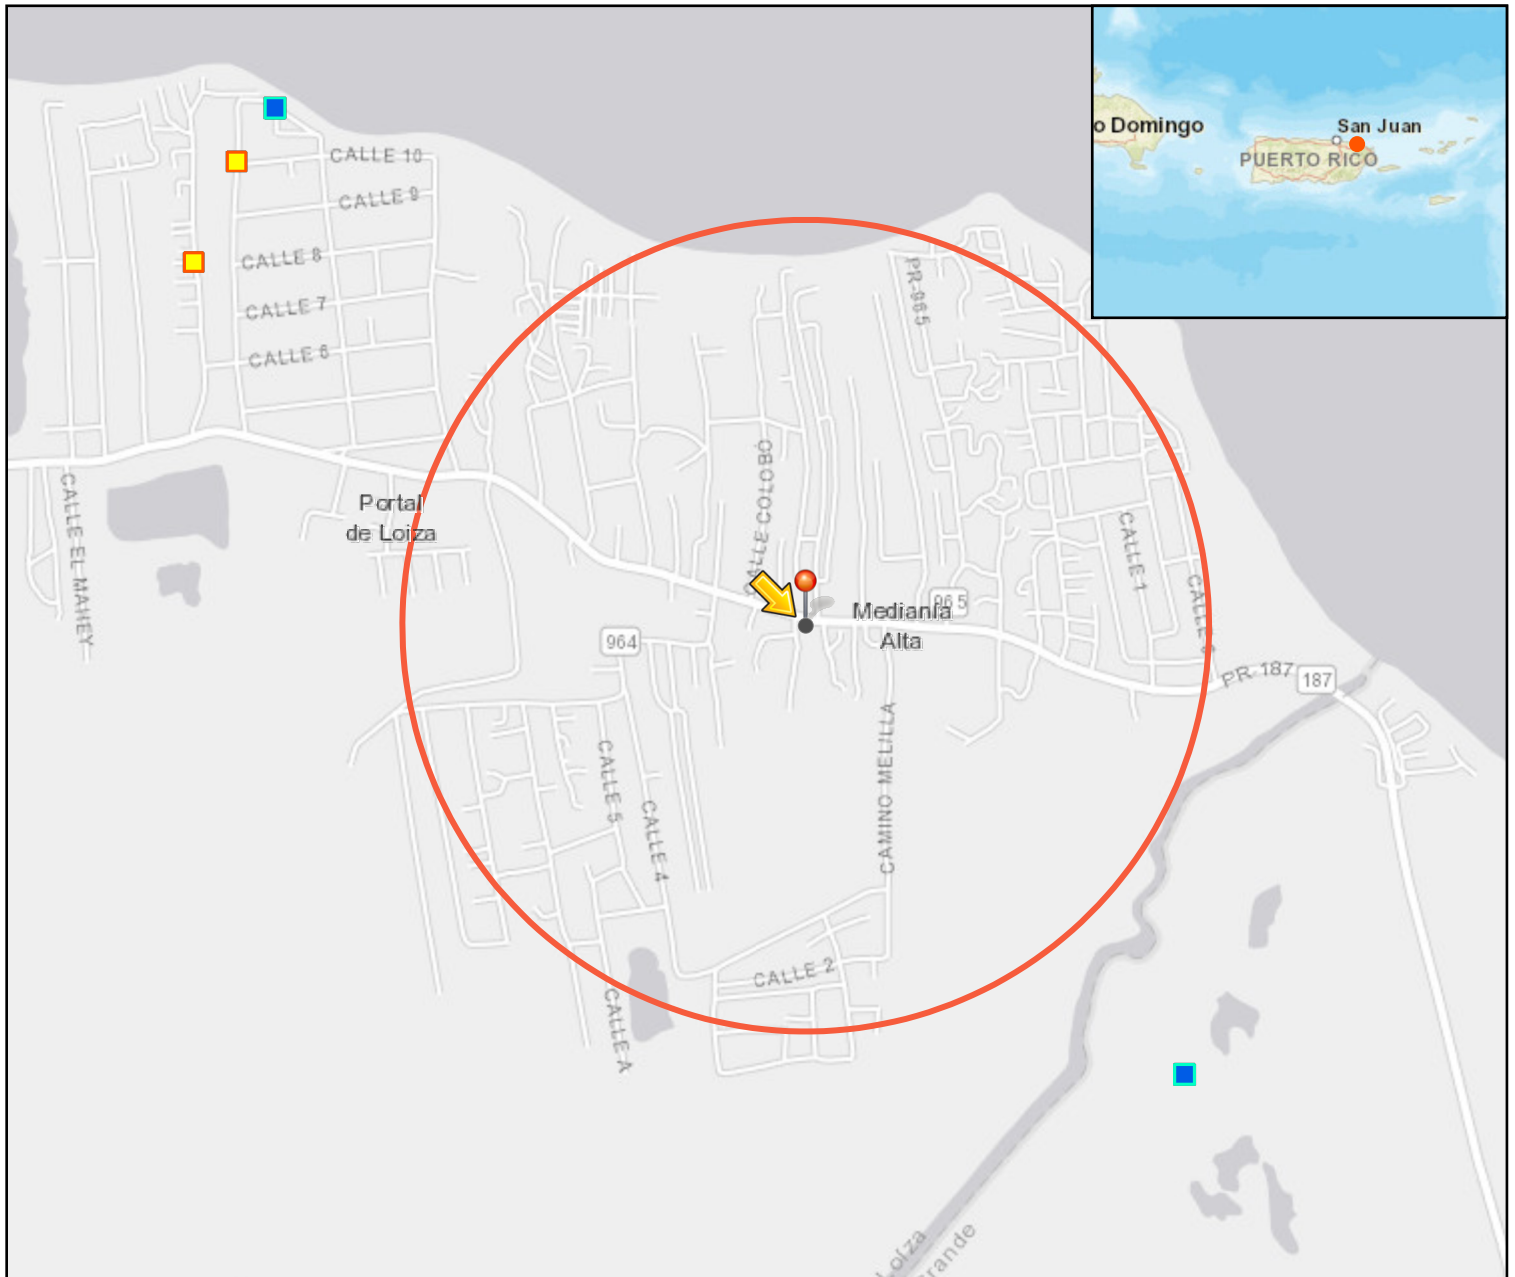 o Domingo
San Juan
PUERTO RICO
CALLE 10
CALLE 9
CALLE 8
CALLE 7
CALLE 6
PR-965
CALLE COLOBO
Portal
de Loiza
CALLE EL MAHEY
CALLE 1
965
Medianía
Alta
964
PR-187
187
CALLE 5
CALLE 4
CAMINO MELILLA
CALLE 2
CALLE A
Loíza
Grande